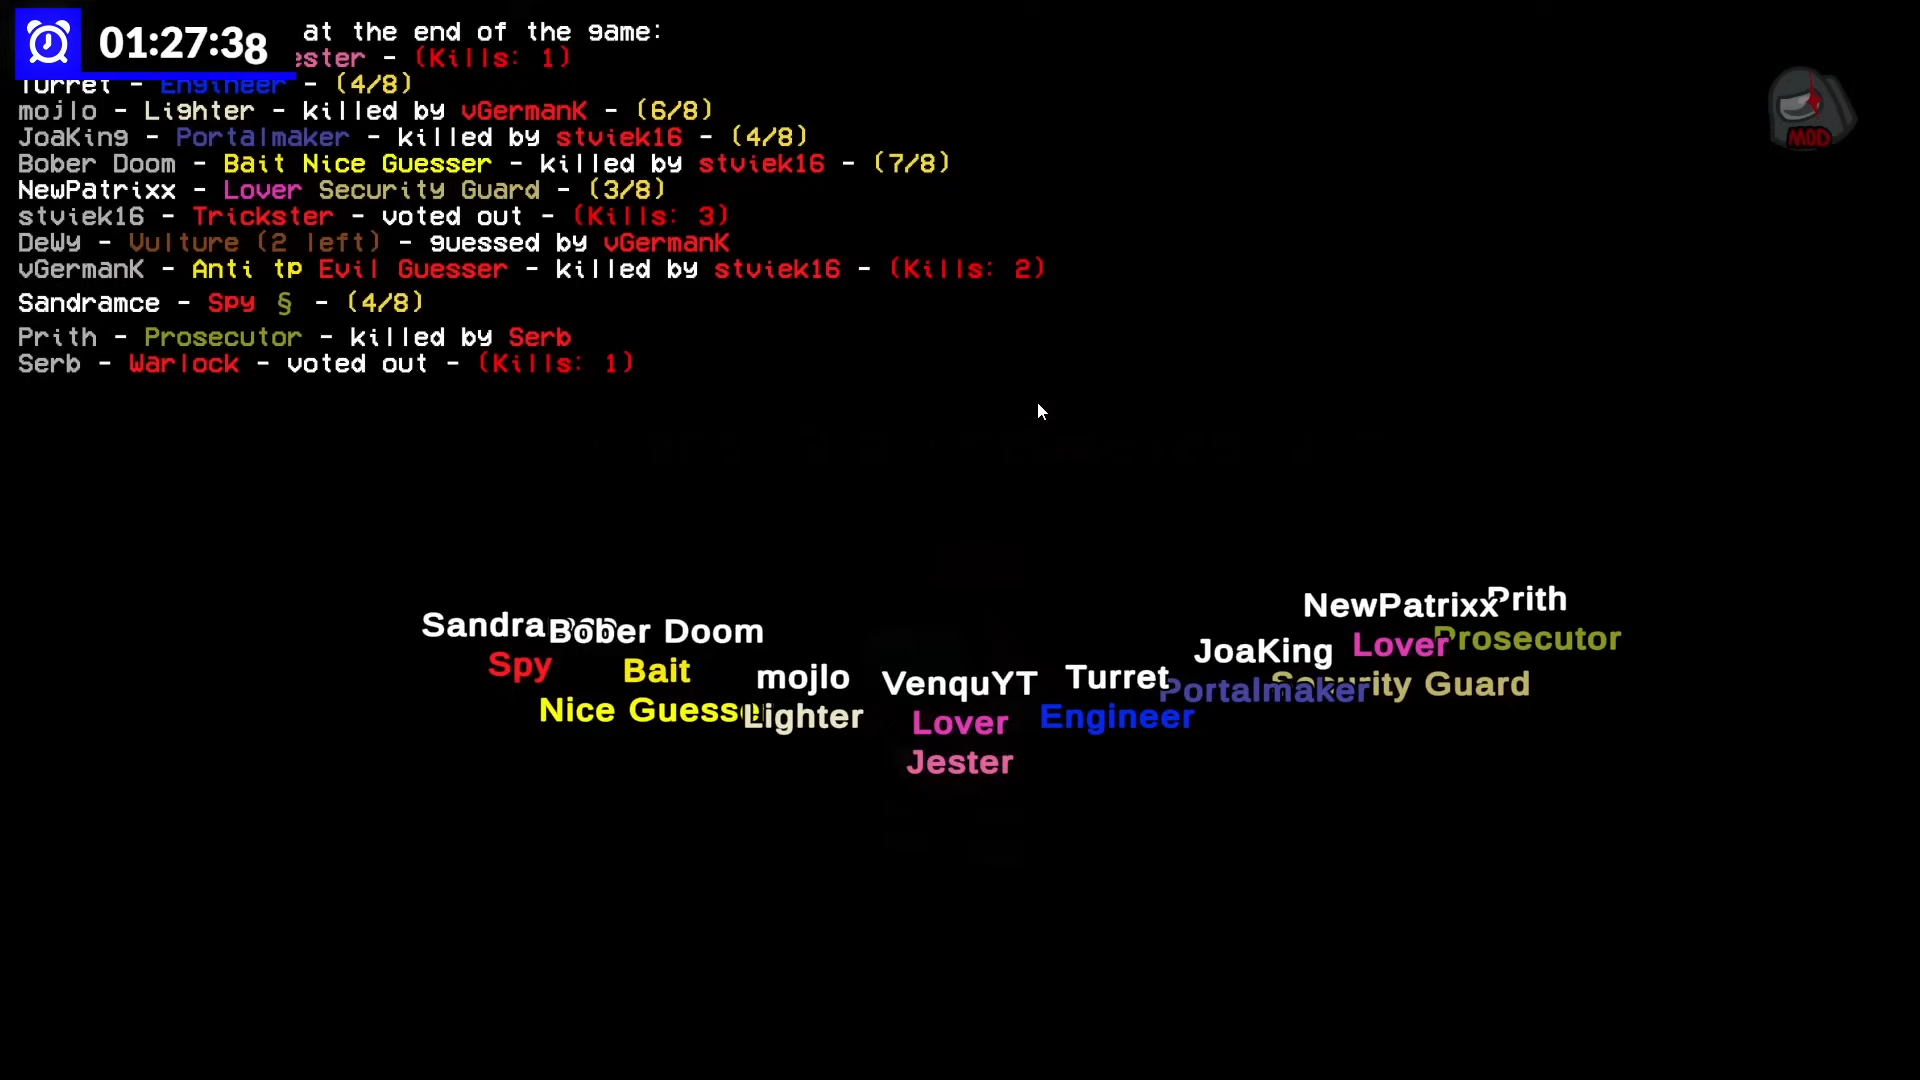 01:27:38 at the end of the game:
ester - (Kills: 1)
Turret - Engineer - (4/8)
mojlo - Lighter - killed by vGermanK - (6/8)
JoaKing - Portalmaker - killed by stviek16 - (4/8)
Bober Doom - Bait Nice Guesser - killed by stviek16 - (7/8)
NewPatrixx - Lover Security Guard - (3/8)
stviek16 - Trickster - voted out - (Kills: 3)
DeWy - Vulture (2 left) - guessed by vGermanK
vGermanK - Anti tp Evil Guesser - killed by stviek16 - (Kills: 2)
Sandramce - Spy § - (4/8)
Prith - Prosecutor - killed by Serb
Serb - Warlock - voted out - (Kills: 1)
MOD
Sandra
Spy
Bober Doom
Bait
Nice Guesse
mojlo
Lighter
VenquYT
Lover
Jester
Turret
Engineer
JoaKing
Portalmaker
NewPatrixx
Lover
Security Guard
Prith
Prosecutor